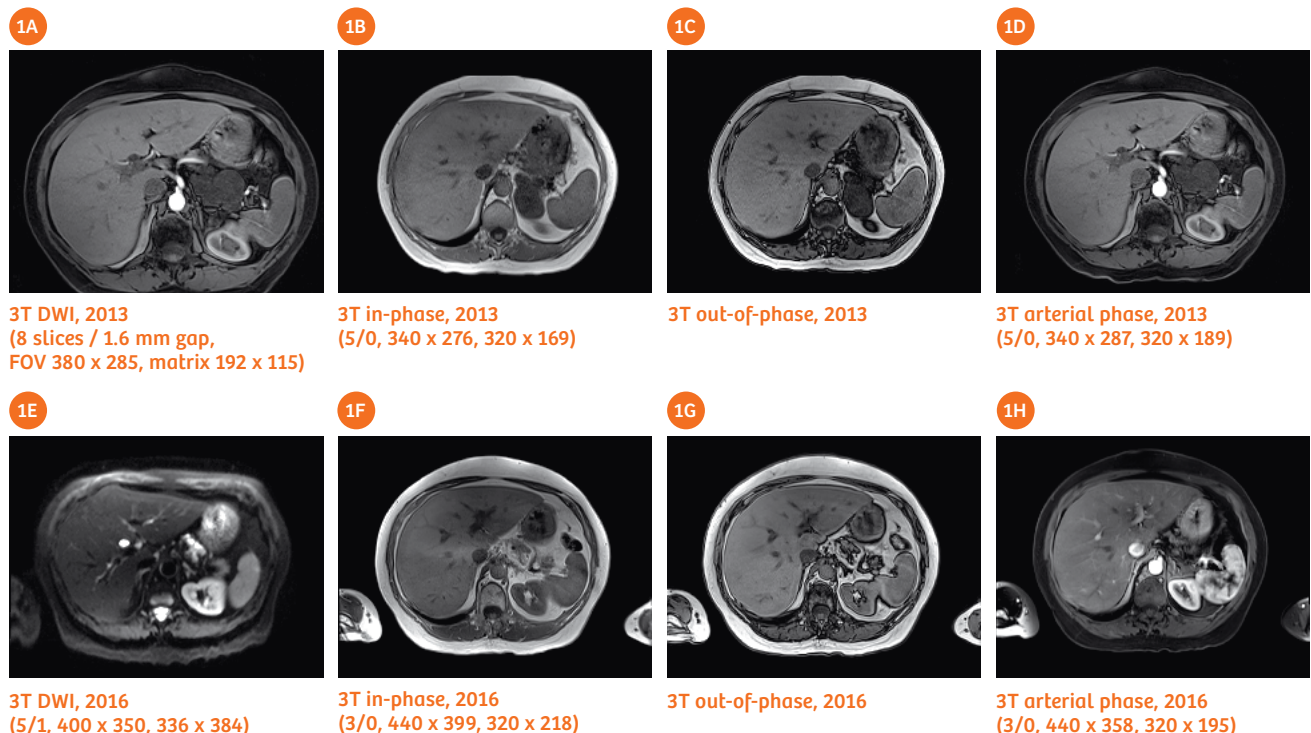 1A
1B
1C
1D
3T DWI, 2013
(8 slices / 1.6 mm gap,
FOV 380 x 285, matrix 192 x 115)
3T in-phase, 2013
(5/0, 340 x 276, 320 x 169)
3T out-of-phase, 2013
3T arterial phase, 2013
(5/0, 340 x 287, 320 x 189)
1E
1F
1G
1H
3T DWI, 2016
(5/1, 400 x 350, 336 x 384)
3T in-phase, 2016
(3/0, 440 x 399, 320 x 218)
3T out-of-phase, 2016
3T arterial phase, 2016
(3/0, 440 x 358, 320 x 195)